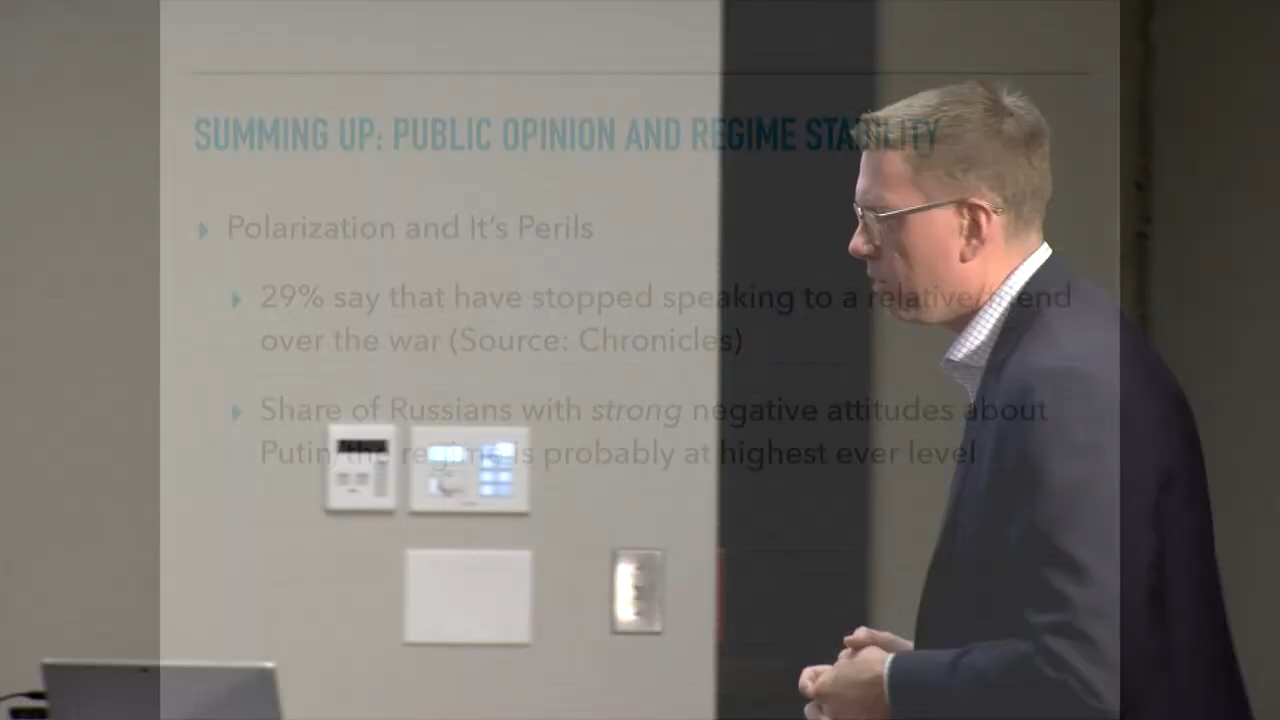 SUMMING UP: PUBLIC OPINION AND REGIME STABILITY
Polarization and It's Perils
29% say that have stopped speaking to a relative/friend
over the war (Source: Chronicles)
Share of Russians with strong negative attitudes about
Putin/the regime is probably at highest ever level